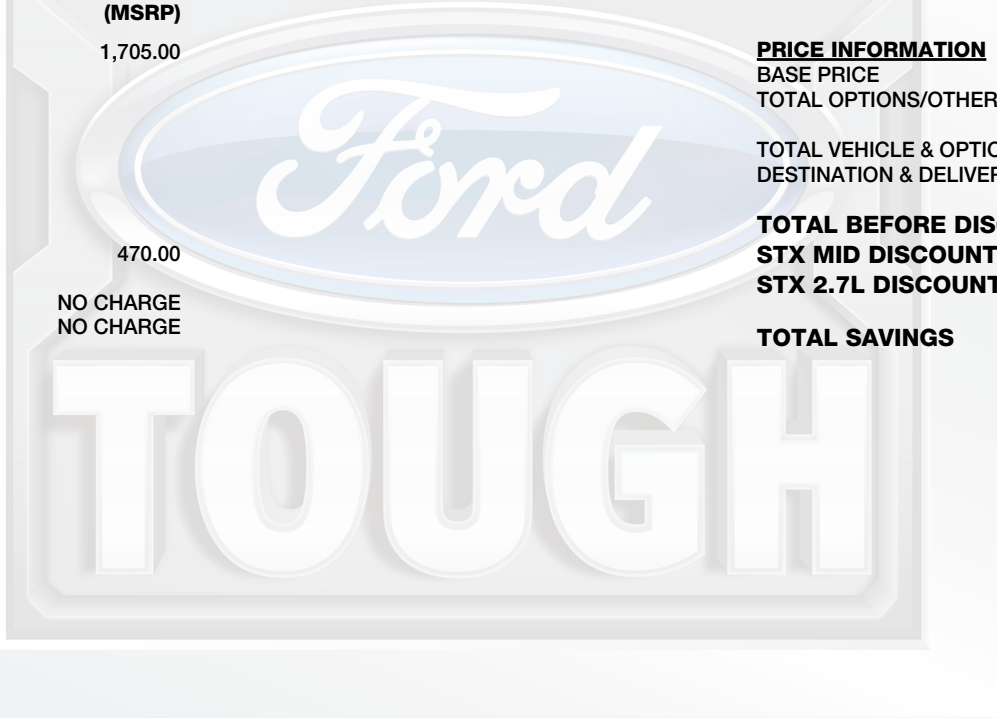 (MSRP)
1,705.00
470.00
NO CHARGE
NO CHARGE
PRICE INFORMATION
BASE PRICE
TOTAL OPTIONS/OTHER
TOTAL VEHICLE & OPTIO
DESTINATION & DELIVER
TOTAL BEFORE DIS
STX MID DISCOUNT
STX 2.7L DISCOUNT
TOTAL SAVINGS
Ford
TOUGH